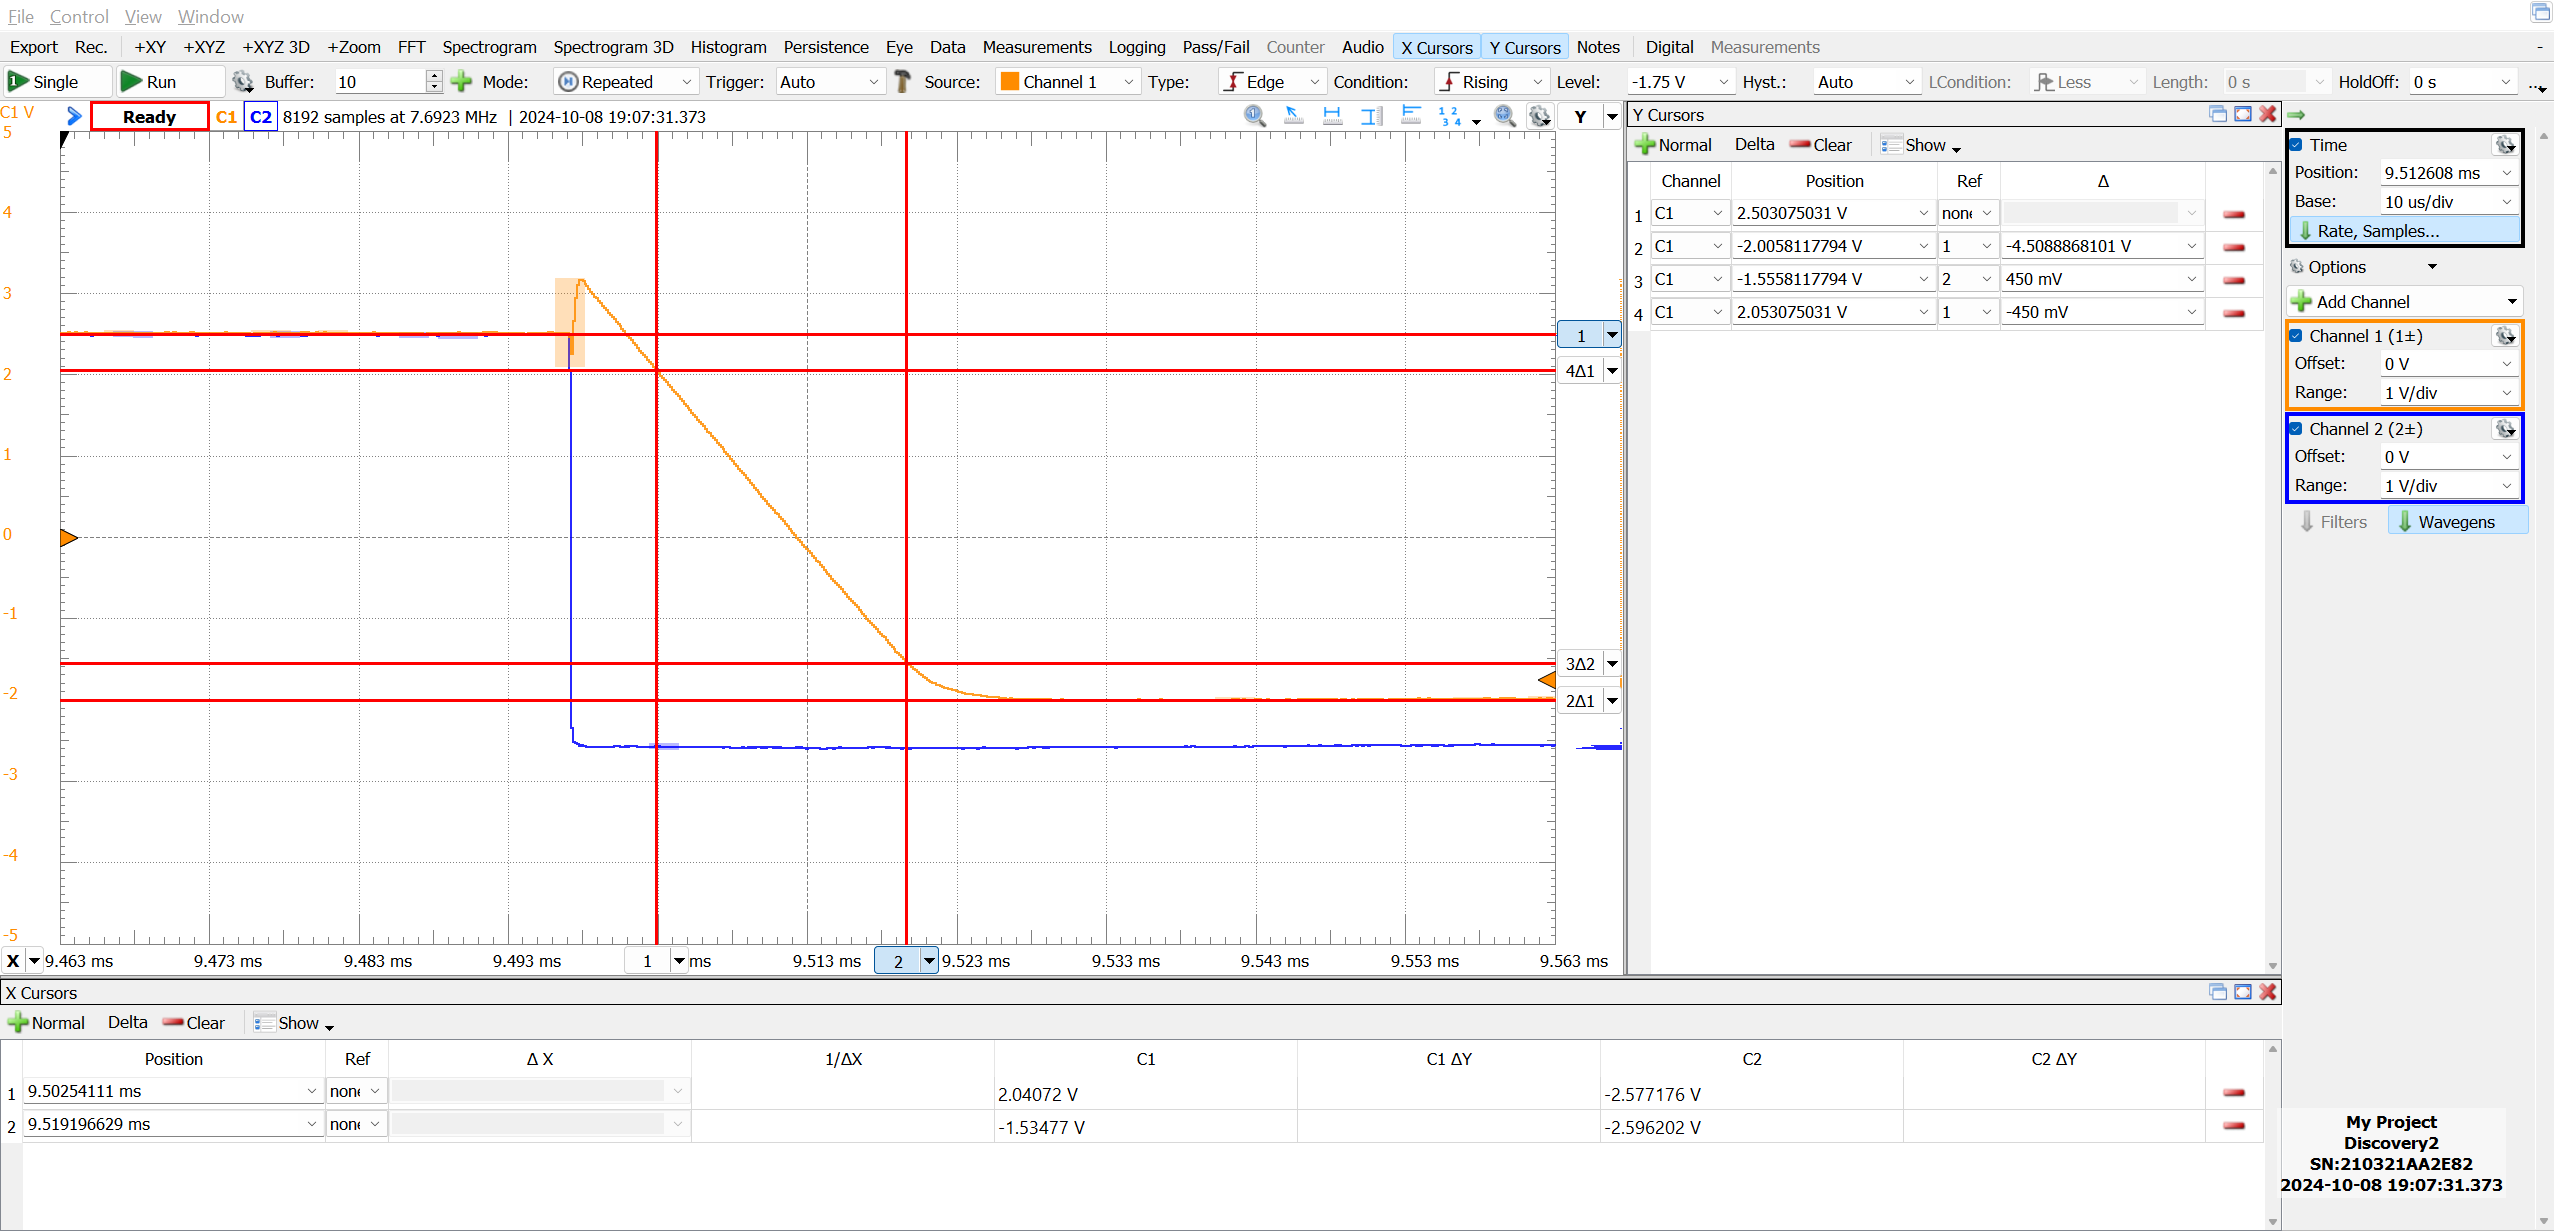 File Control View Window
Export Rec. +XY +XYZ +XYZ 3D +Zoom FFT Spectrogram Spectrogram 3D Histogram Persistence Eye Data Measurements Logging Pass/Fail Counter Audio X Cursors Y Cursors Notes Digital Measurements -
Single Run Buffer: 10 Mode: Repeated Trigger: Auto Source: Channel 1 Type: Edge Condition: Rising Level: -1.75 V Hyst.: Auto LCondition: Less Length: 0 s HoldOff: 0 s ...
C1 V Ready C1 C2 8192 samples at 7.6923 MHz | 2024-10-08 19:07:31.373 Y
5
4
3
2
1
0
-1
-2
-3
-4
-5
1
4Δ1
3Δ2
2Δ1
X 9.463 ms 9.473 ms 9.483 ms 9.493 ms 1 ms 9.513 ms 2 9.523 ms 9.533 ms 9.543 ms 9.553 ms 9.563 ms
Y Cursors
Normal Delta Clear Show
Channel Position Ref Δ
1 C1 2.503075031 V none
2 C1 -2.0058117794 V 1 -4.5088868101 V
3 C1 -1.5558117794 V 2 450 mV
4 C1 2.053075031 V 1 -450 mV
Time
Position: 9.512608 ms
Base: 10 us/div
Rate, Samples...
Options
Add Channel
Channel 1 (1±)
Offset: 0 V
Range: 1 V/div
Channel 2 (2±)
Offset: 0 V
Range: 1 V/div
Filters Wavegens
X Cursors
Normal Delta Clear Show
Position Ref Δ X 1/ΔX C1 C1 ΔY C2 C2 ΔY
1 9.50254111 ms none 2.04072 V -2.577176 V
2 9.519196629 ms none -1.53477 V -2.596202 V
My Project
Discovery2
SN:210321AA2E82
2024-10-08 19:07:31.373